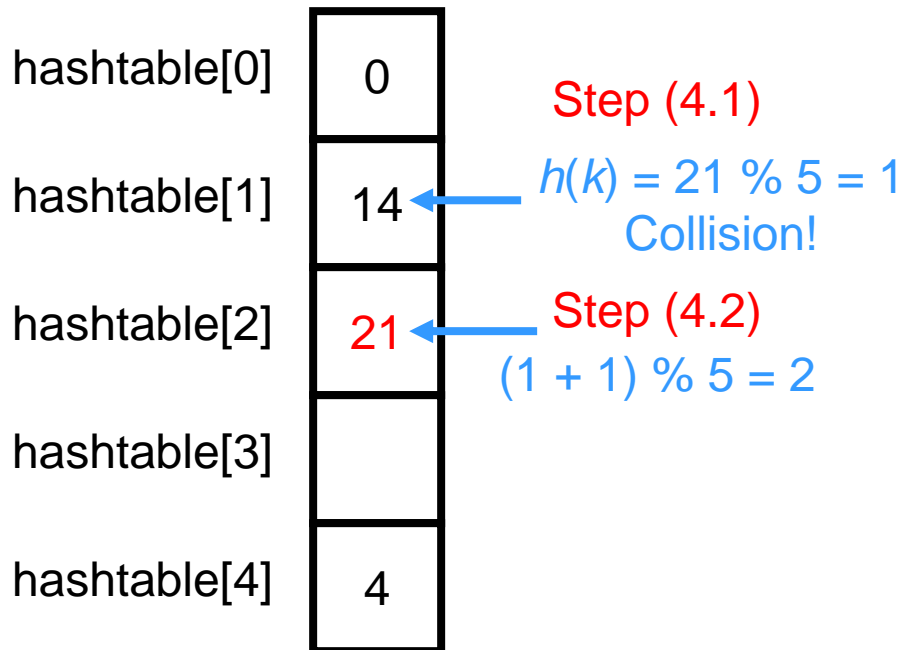 hashtable[0] 0
Step (4.1)
hashtable[1] 14 h(k) = 21 % 5 = 1
Collision!
hashtable[2] 21 Step (4.2)
(1 + 1) % 5 = 2
hashtable[3]
hashtable[4] 4